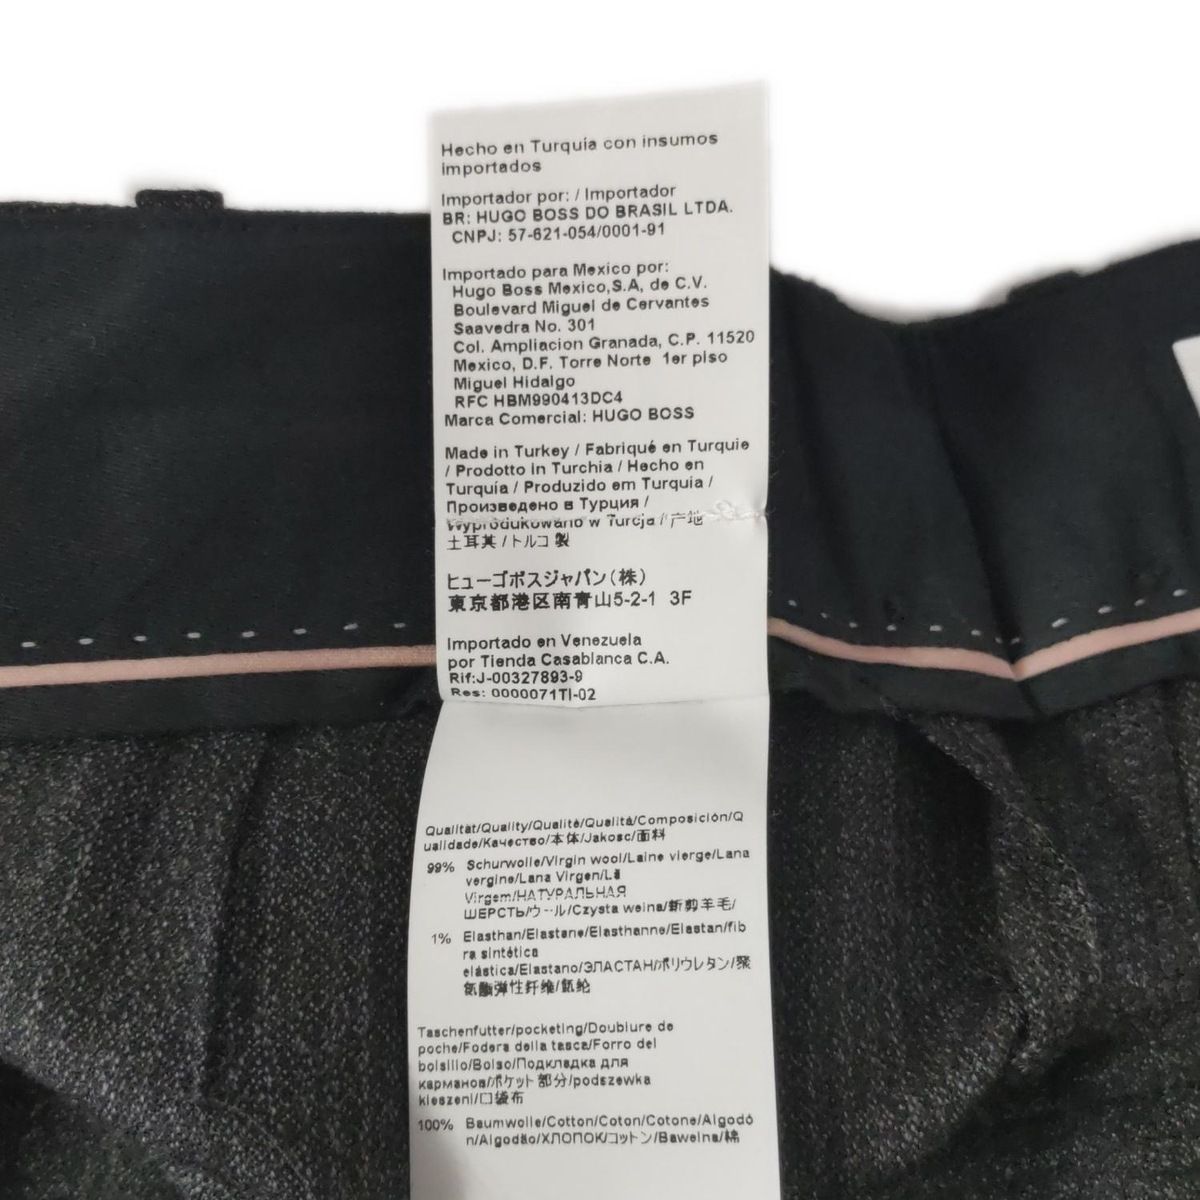 Hecho en Turquía con insumos
importados
Importador por: / Importador
BR: HUGO BOSS DO BRASIL LTDA.
CNPJ: 57-621-054/0001-91
Importado para Mexico por:
Hugo Boss Mexico,S.A, de C.V.
Boulevard Miguel de Cervantes
Saavedra No. 301
Col. Ampliacion Granada, C.P. 11520
Mexico, D.F. Torre Norte 1er piso
Miguel Hidalgo
RFC HBM990413DC4
Marca Comercial: HUGO BOSS
Made in Turkey / Fabriqué en Turquie
/ Prodotto in Turchia / Hecho en
Turquía / Produzido em Turquía /
Произведено в Турция /
Wyprodukowano w Turcja / 产地
土耳其 / トルコ 製
ヒューゴボスジャパン(株)
東京都港区南青山5-2-1 3F
Importado en Venezuela
por Tienda Casablanca C.A.
Rif:J-00327893-9
Res: 0000071TI-02
Qualität/Quality/Qualité/Qualitá/Composición/Q
ualidade/Качество/本体/Jakosc/面料
99% Schurwolle/Virgin wool/Laine vierge/Lana
vergine/Lana Virgen/Lã
Virgem/НАТУРАЛЬНАЯ
ШЕРСТЬ/ウール/Czysta welna/新剪羊毛/
1% Elasthan/Elastane/Elasthanne/Elastan/fib
ra sintética
elástica/Elastano/ЭЛАСТАН/ポリウレタン/聚
氨酯弹性纤维/氨纶
Taschenfutter/pocketing/Doublure de
poche/Fodera della tasca/Forro del
bolsillo/Bolso/Подкладка для
карманов/ポケット部分/podszewka
kieszeni/口袋布
100% Baumwolle/Cotton/Coton/Cotone/Algodó
n/Algodão/ХЛОПОК/コットン/Bawelna/棉